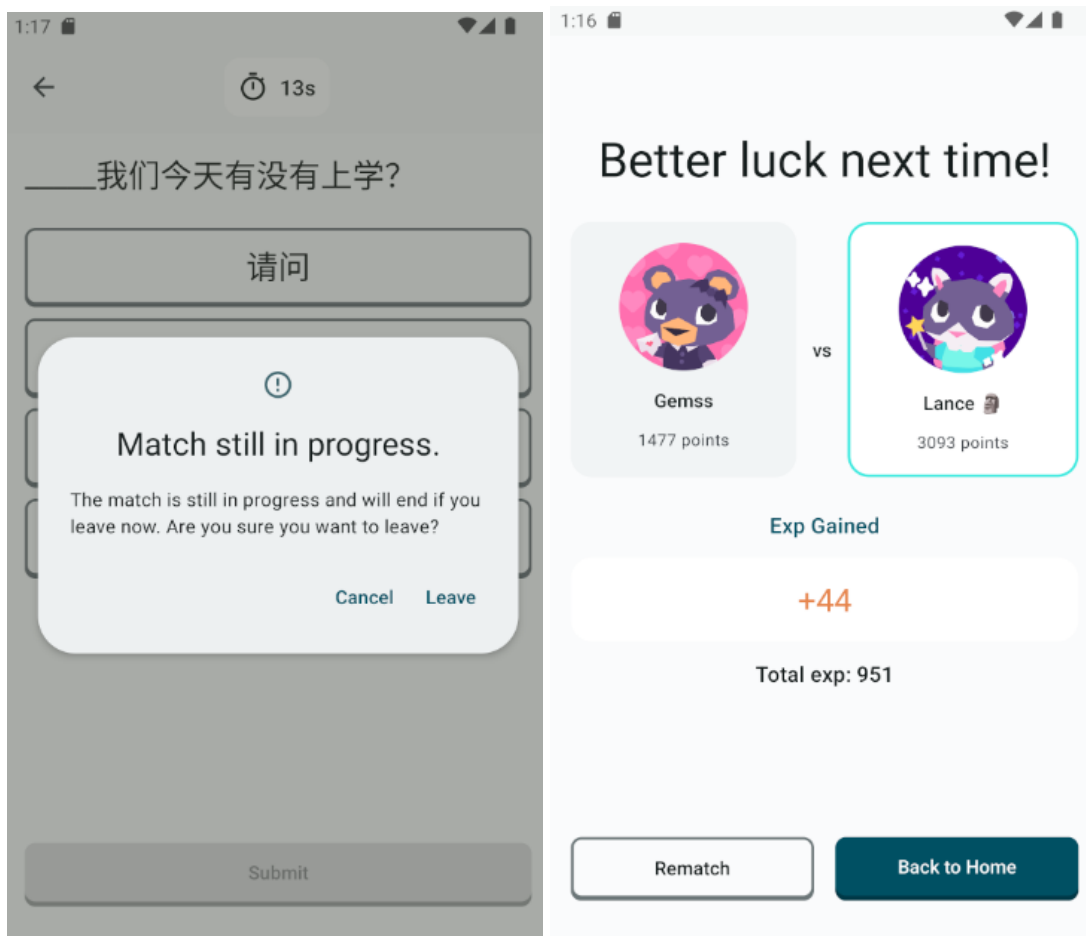 1:17
13s
_____我们今天有没有上学？
请问
Match still in progress.
The match is still in progress and will end if you
leave now. Are you sure you want to leave?
Cancel Leave
Submit
1:16
Better luck next time!
Gemss
1477 points
vs
Lance 🗿
3093 points
Exp Gained
+44
Total exp: 951
Rematch
Back to Home